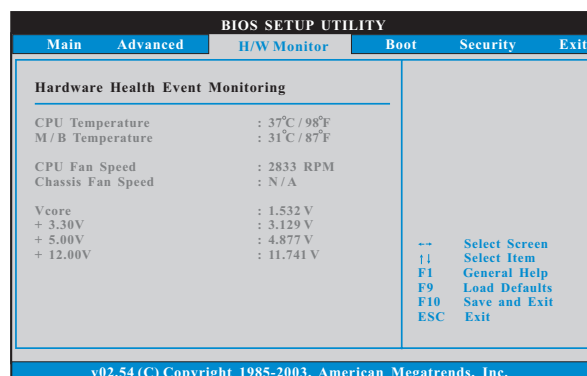 BIOS SETUP UTILITY
Main Advanced H/W Monitor Boot Security Exit
Hardware Health Event Monitoring
CPU Temperature : 37°C / 98°F
M / B Temperature : 31°C / 87°F
CPU Fan Speed : 2833 RPM
Chassis Fan Speed : N / A
Vcore : 1.532 V
+ 3.30V : 3.129 V
+ 5.00V : 4.877 V
+ 12.00V : 11.741 V
←→ Select Screen
↑↓ Select Item
F1 General Help
F9 Load Defaults
F10 Save and Exit
ESC Exit
v02.54 (C) Copyright 1985-2003, American Megatrends, Inc.